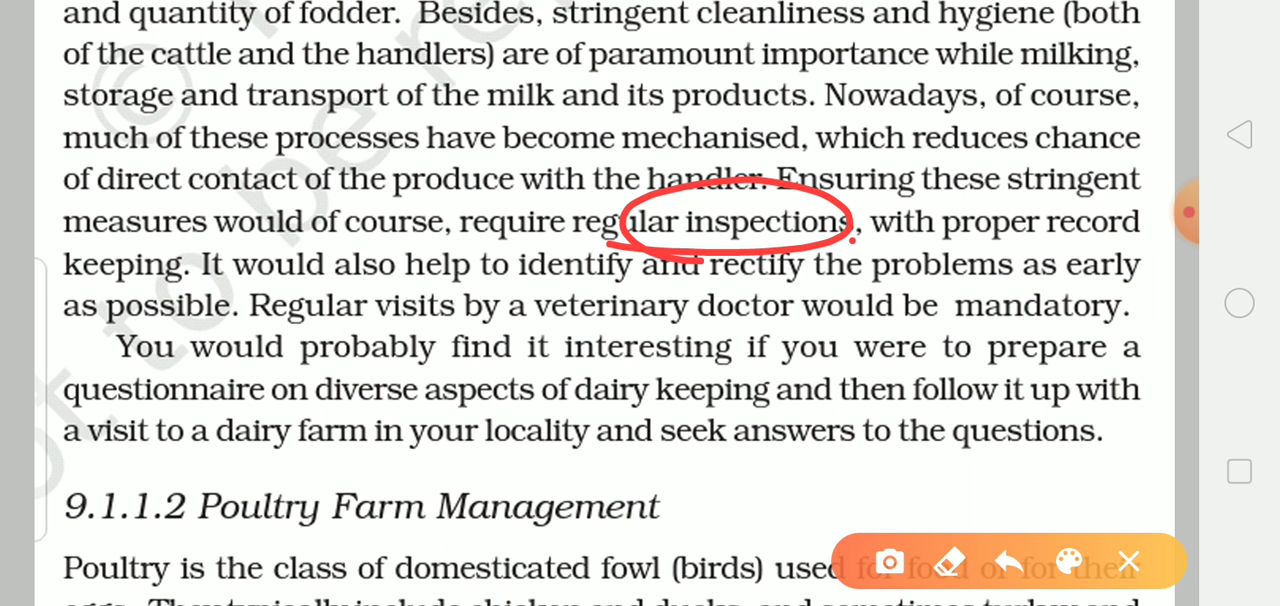 and quantity of fodder. Besides, stringent cleanliness and hygiene (both
of the cattle and the handlers) are of paramount importance while milking,
storage and transport of the milk and its products. Nowadays, of course,
much of these processes have become mechanised, which reduces chance
of direct contact of the produce with the handler. Ensuring these stringent
measures would of course, require regular inspections, with proper record
keeping. It would also help to identify and rectify the problems as early
as possible. Regular visits by a veterinary doctor would be mandatory.
You would probably find it interesting if you were to prepare a
questionnaire on diverse aspects of dairy keeping and then follow it up with
a visit to a dairy farm in your locality and seek answers to the questions.
9.1.1.2 Poultry Farm Management
Poultry is the class of domesticated fowl (birds) used for food or for their